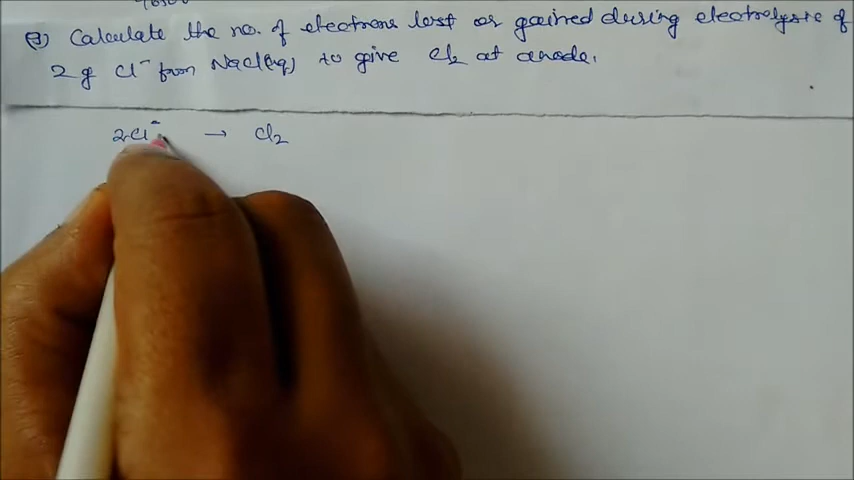 Q) Calculate the no. of electrons lost or gained during electrolysis of
2 g Cl⁻ from NaCl(aq) to give Cl₂ at anode.
2Cl⁻ → Cl₂